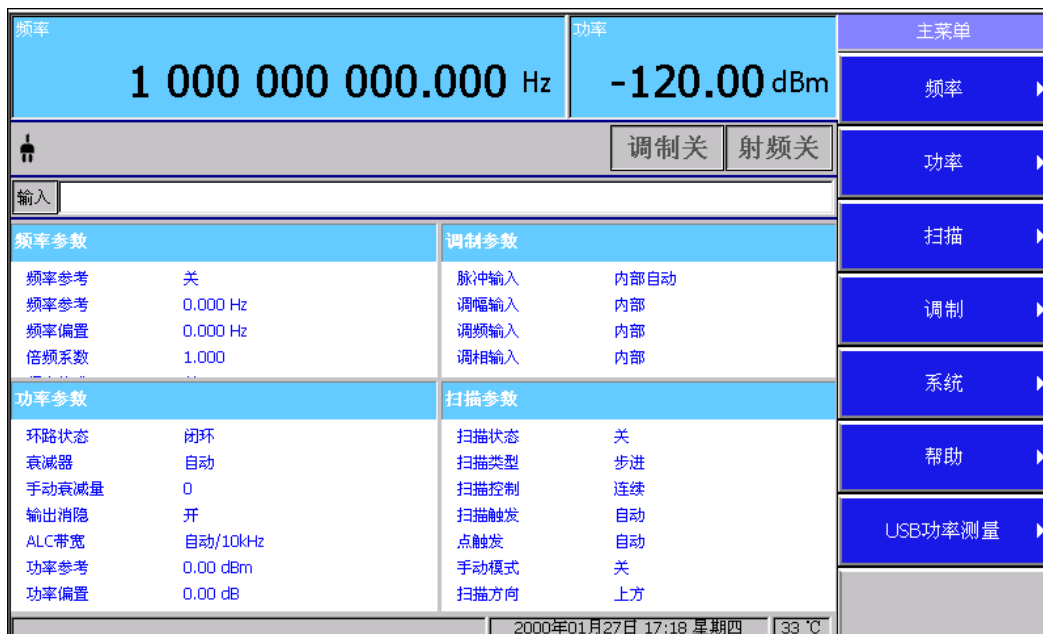 频率
1 000 000 000.000 Hz
功率
-120.00 dBm
调制关
射频关
输入
频率参数
频率参考 关
频率参考 0.000 Hz
频率偏置 0.000 Hz
倍频系数 1.000
调制参数
脉冲输入 内部自动
调幅输入 内部
调频输入 内部
调相输入 内部
功率参数
环路状态 闭环
衰减器 自动
手动衰减量 0
输出消隐 开
ALC带宽 自动/10kHz
功率参考 0.00 dBm
功率偏置 0.00 dB
扫描参数
扫描状态 关
扫描类型 步进
扫描控制 连续
扫描触发 自动
点触发 自动
手动模式 关
扫描方向 上方
2000年01月27日 17:18 星期四
33 ℃
主菜单
频率
功率
扫描
调制
系统
帮助
USB功率测量